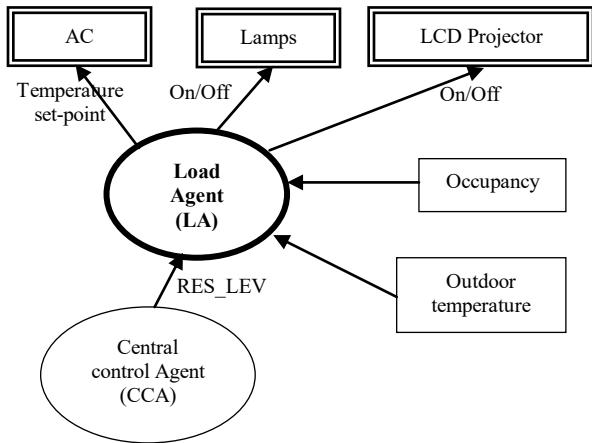 AC
Lamps
LCD Projector
Temperature
set-point
On/Off
On/Off
Load
Agent
(LA)
Occupancy
Outdoor
temperature
RES_LEV
Central
control Agent
(CCA)